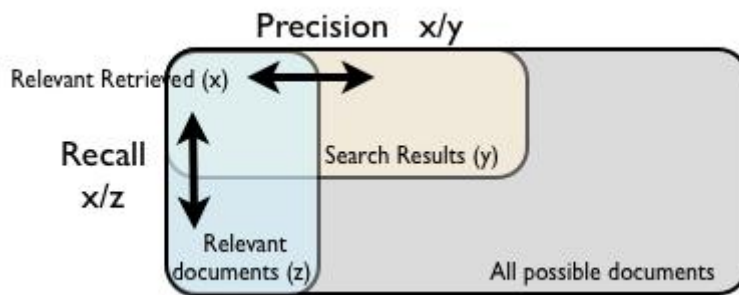 Precision x/y
Relevant Retrieved (x)
Recall
x/z
Search Results (y)
Relevant
documents (z)
All possible documents